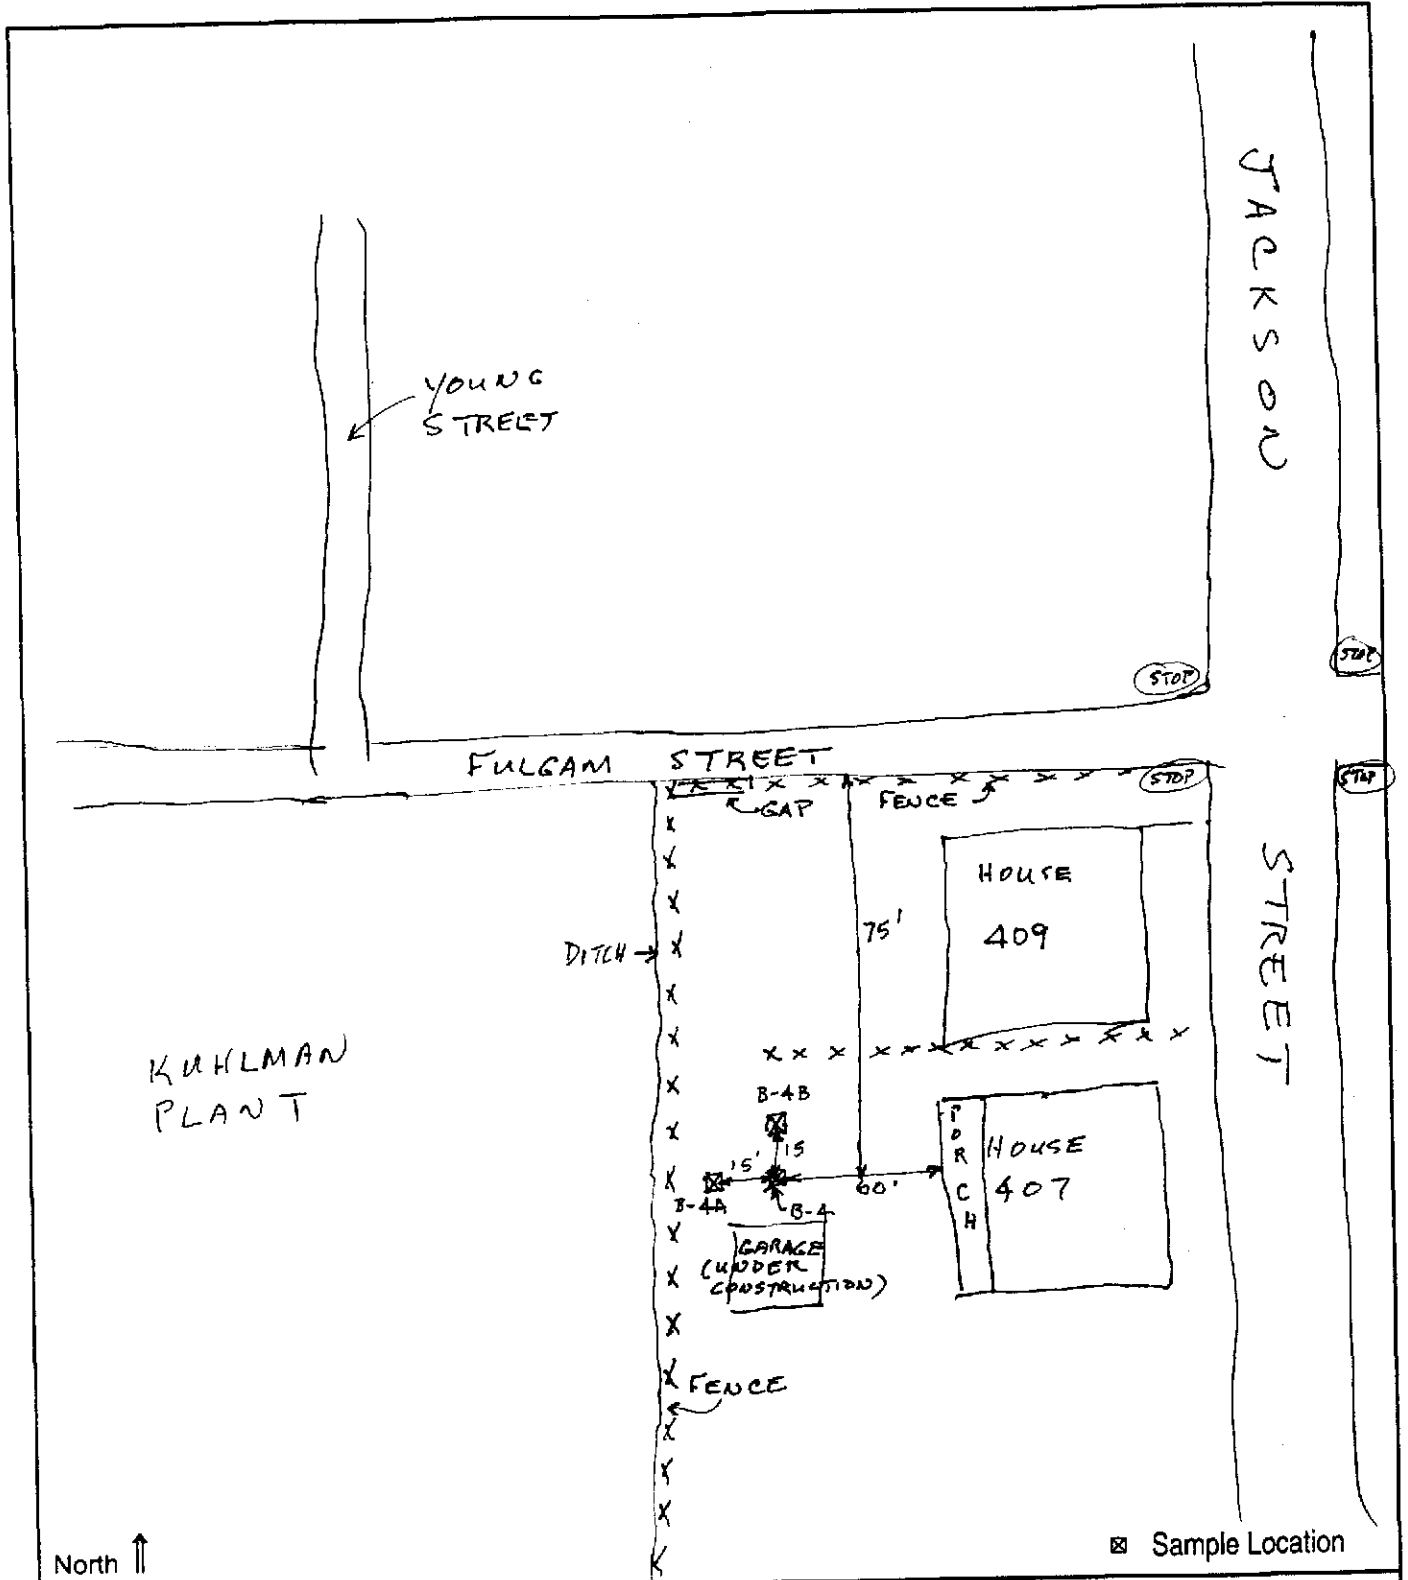 JACKSON
YOUNG
STREET
STOP
STOP
FULGAM STREET
STOP
STOP
GAP
FENCE
HOUSE
409
75'
DITCH
STREET
KUHLMAN
PLANT
B-4B
15
15'
60'
B-4A
B-4
PORCH
HOUSE
407
GARAGE
(UNDER
CONSTRUCTION)
FENCE
North
Sample Location